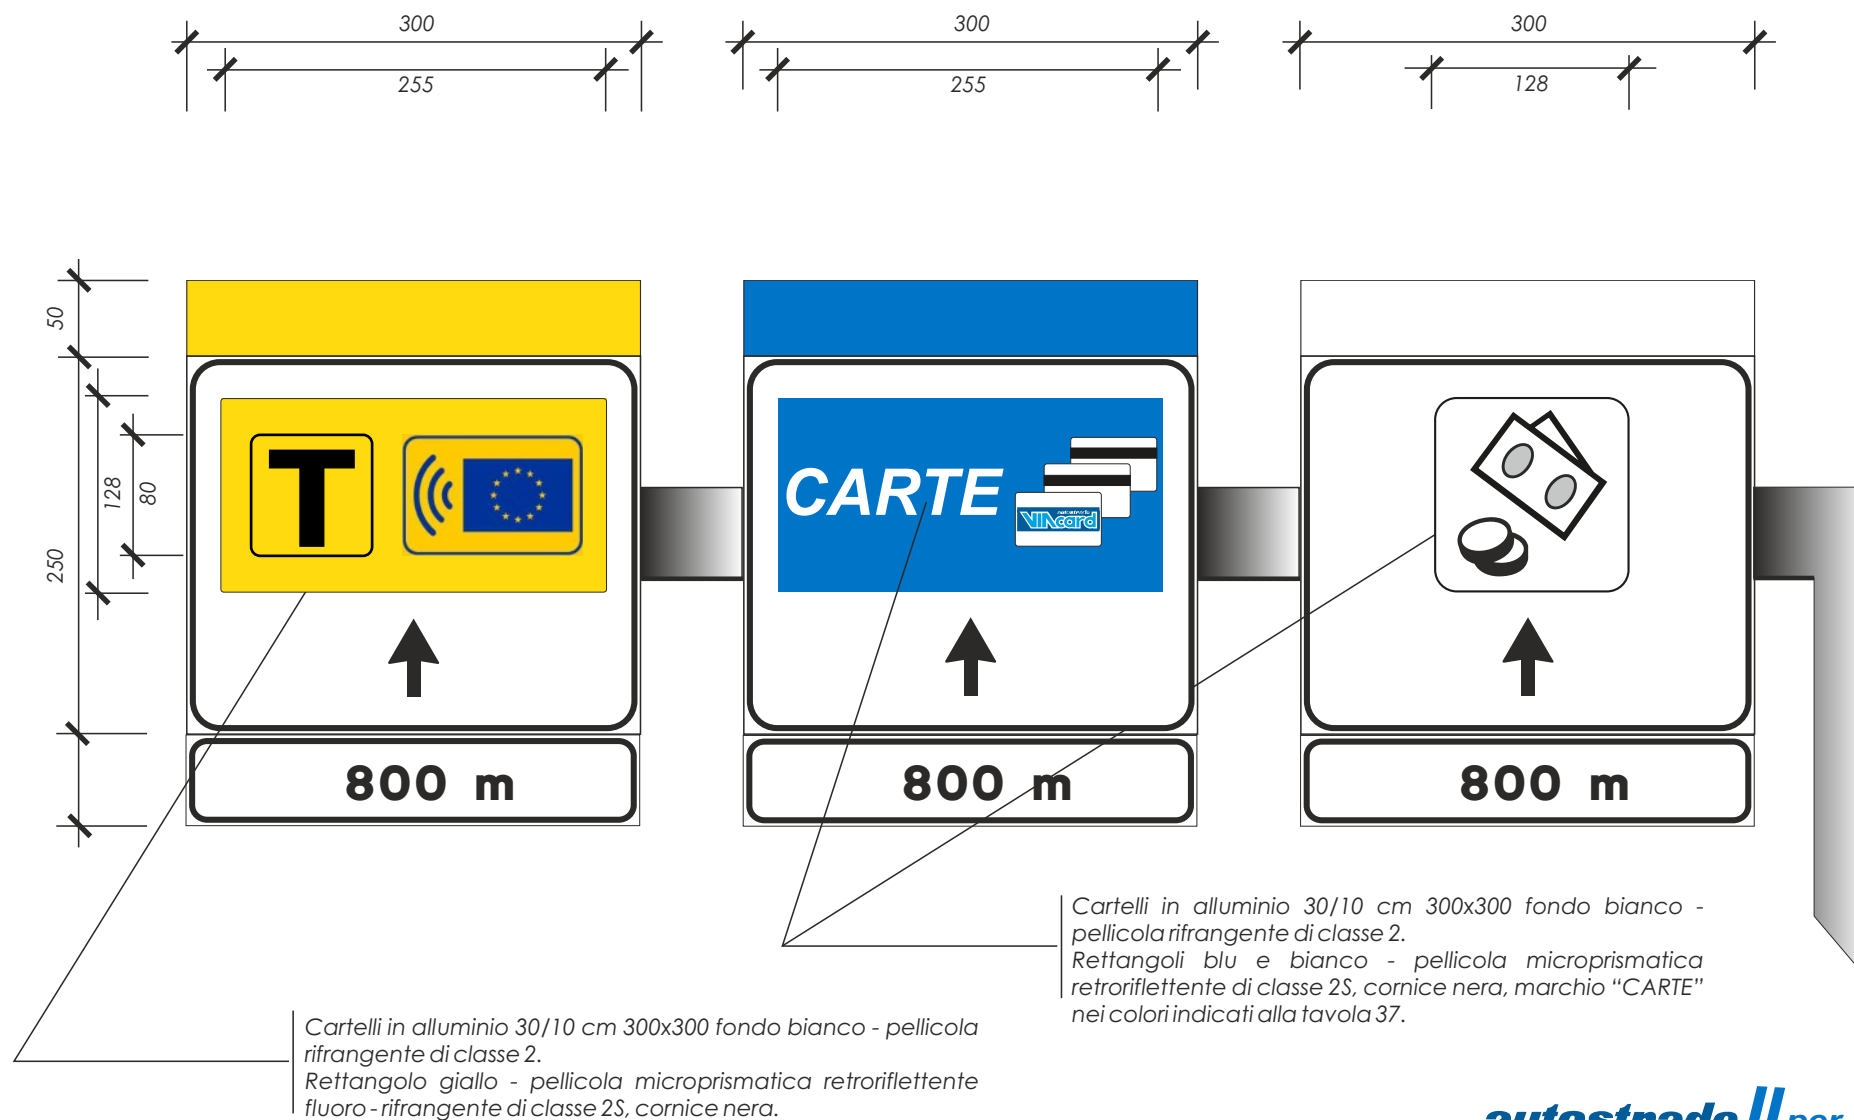 300
300
300
255
255
128
50
128
80
250
T
CARTE
autostrade
VIAcard
800 m
800 m
800 m
Cartelli in alluminio 30/10 cm 300x300 fondo bianco -
pellicola rifrangente di classe 2.
Rettangoli blu e bianco - pellicola microprismatica
retroriflettente di classe 2S, cornice nera, marchio “CARTE”
nei colori indicati alla tavola 37.
Cartelli in alluminio 30/10 cm 300x300 fondo bianco - pellicola
rifrangente di classe 2.
Rettangolo giallo - pellicola microprismatica retroriflettente
fluoro - rifrangente di classe 2S, cornice nera.
autostrade per